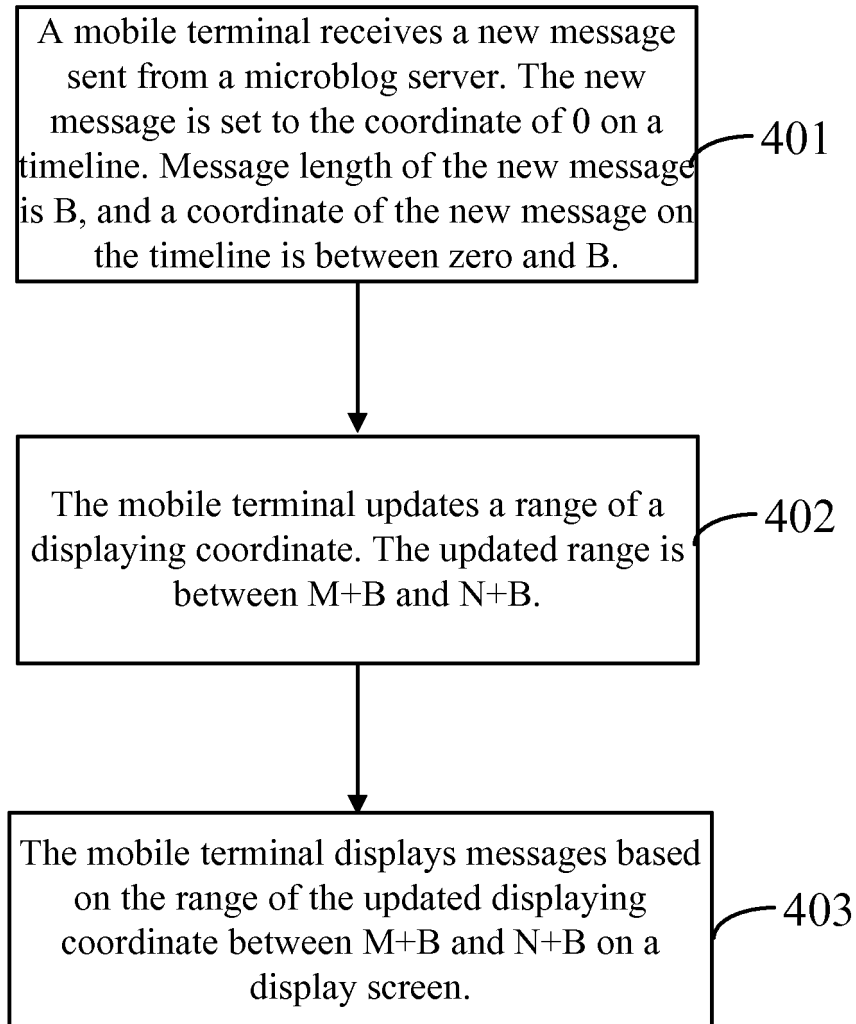 A mobile terminal receives a new message
sent from a microblog server. The new
message is set to the coordinate of 0 on a
timeline. Message length of the new message
is B, and a coordinate of the new message on
the timeline is between zero and B.
401
The mobile terminal updates a range of a
displaying coordinate. The updated range is
between M+B and N+B.
402
The mobile terminal displays messages based
on the range of the updated displaying
coordinate between M+B and N+B on a
display screen.
403